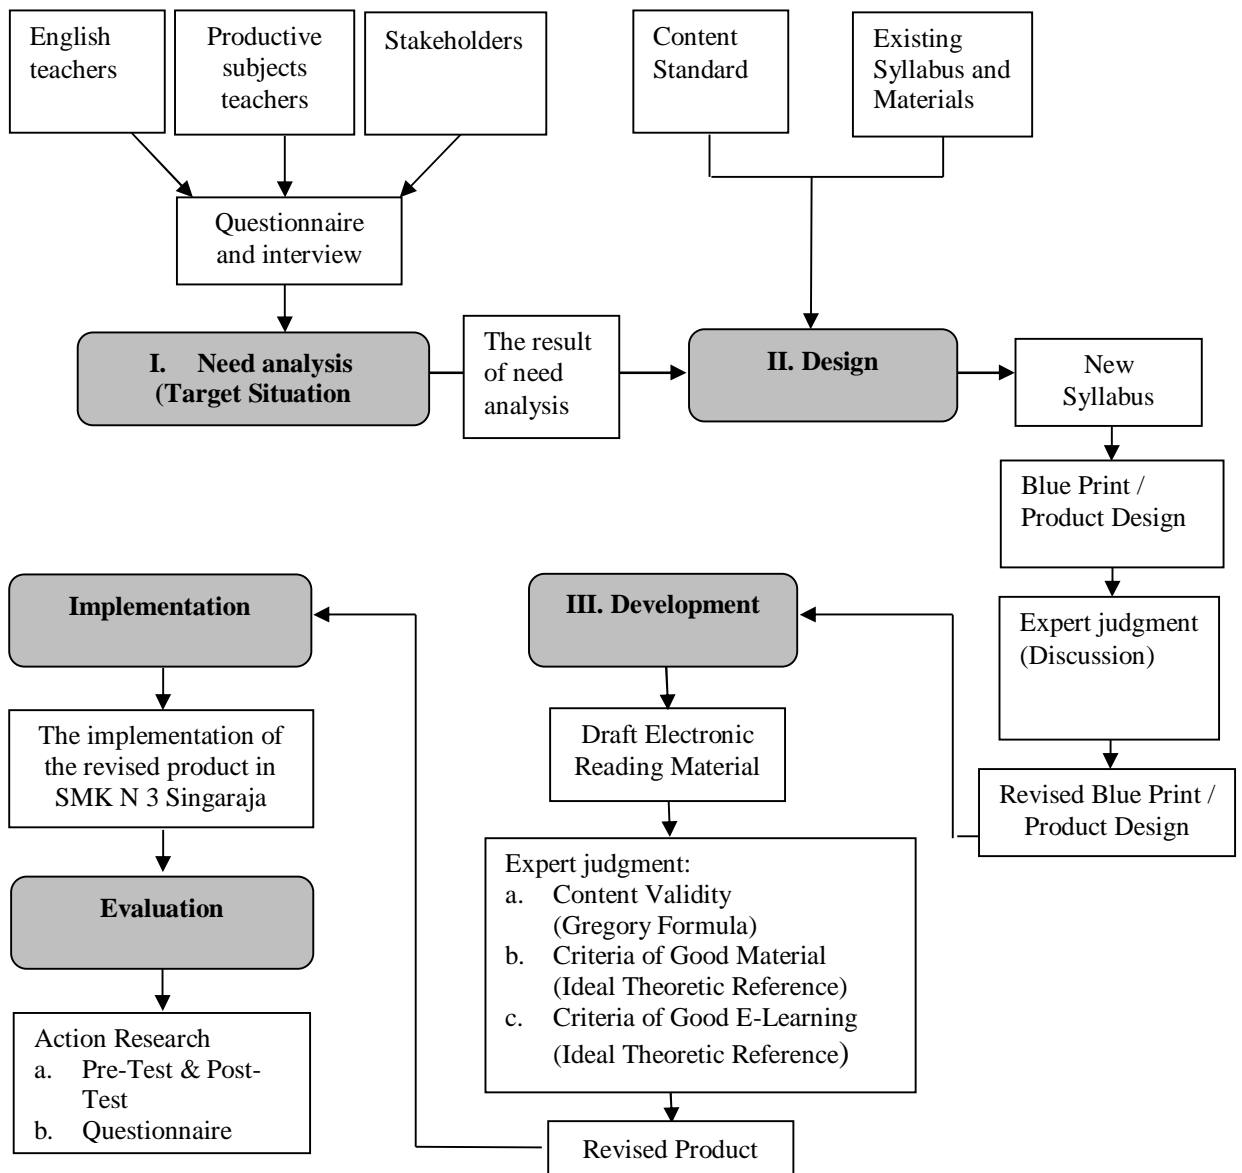 English
teachers
Productive
subjects
teachers
Stakeholders
Content
Standard
Existing
Syllabus and
Materials
Questionnaire
and interview
I. Need analysis
(Target Situation
The result
of need
analysis
II. Design
New
Syllabus
Blue Print /
Product Design
Expert judgment
(Discussion)
Revised Blue Print /
Product Design
III. Development
Draft Electronic
Reading Material
Expert judgment:
a. Content Validity
(Gregory Formula)
b. Criteria of Good Material
(Ideal Theoretic Reference)
c. Criteria of Good E-Learning
(Ideal Theoretic Reference)
Revised Product
Implementation
The implementation of
the revised product in
SMK N 3 Singaraja
Evaluation
Action Research
a. Pre-Test & Post-
Test
b. Questionnaire